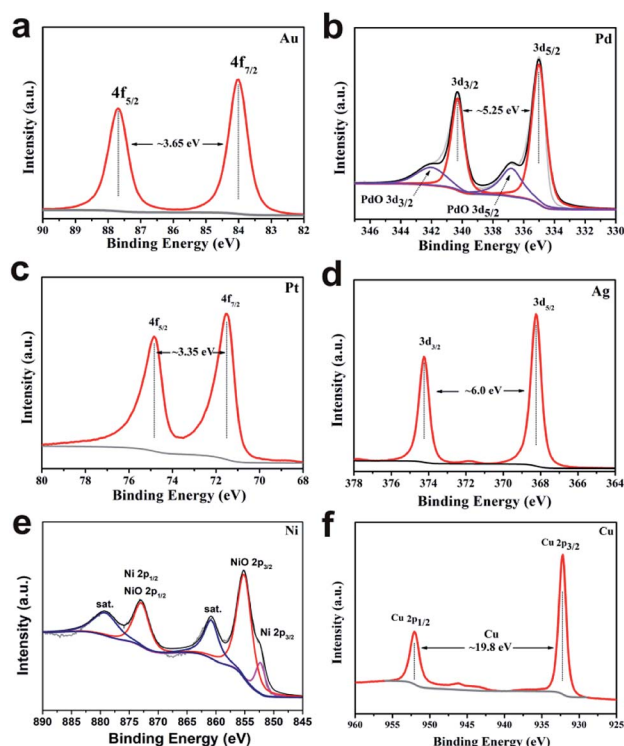 a
Au
4f5/2
4f7/2
~3.65 eV
Intensity (a.u.)
90 89 88 87 86 85 84 83 82
Binding Energy (eV)
b
Pd
3d5/2
3d3/2
~5.25 eV
PdO 3d3/2
PdO 3d5/2
Intensity (a.u.)
346 344 342 340 338 336 334 332 330
Binding Energy (eV)
c
Pt
4f7/2
4f5/2
~3.35 eV
Intensity (a.u.)
80 78 76 74 72 70 68
Binding Energy (eV)
d
Ag
3d5/2
3d3/2
~6.0 eV
Intensity (a.u.)
378 376 374 372 370 368 366 364
Binding Energy (eV)
e
Ni
NiO 2p3/2
Ni 2p1/2
NiO 2p1/2
sat.
sat.
Ni 2p3/2
Intensity (a.u.)
890 880 870 860 850 845
Binding Energy (eV)
f
Cu
Cu 2p3/2
Cu 2p1/2
Cu
~19.8 eV
Intensity (a.u.)
960 955 950 945 940 935 930 925
Binding Energy (eV)